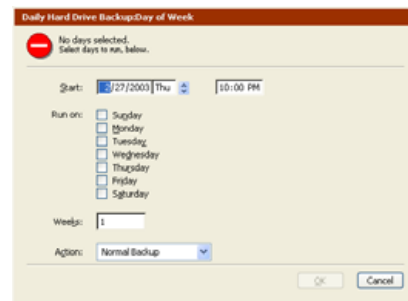 Daily Hard Drive Backup:Day of Week
No days selected.
Select days to run, below.
Start: 2/27/2003 Thu 10:00 PM
Run on: Sunday
Monday
Tuesday
Wednesday
Thursday
Friday
Saturday
Weeks: 1
Action: Normal Backup
OK Cancel